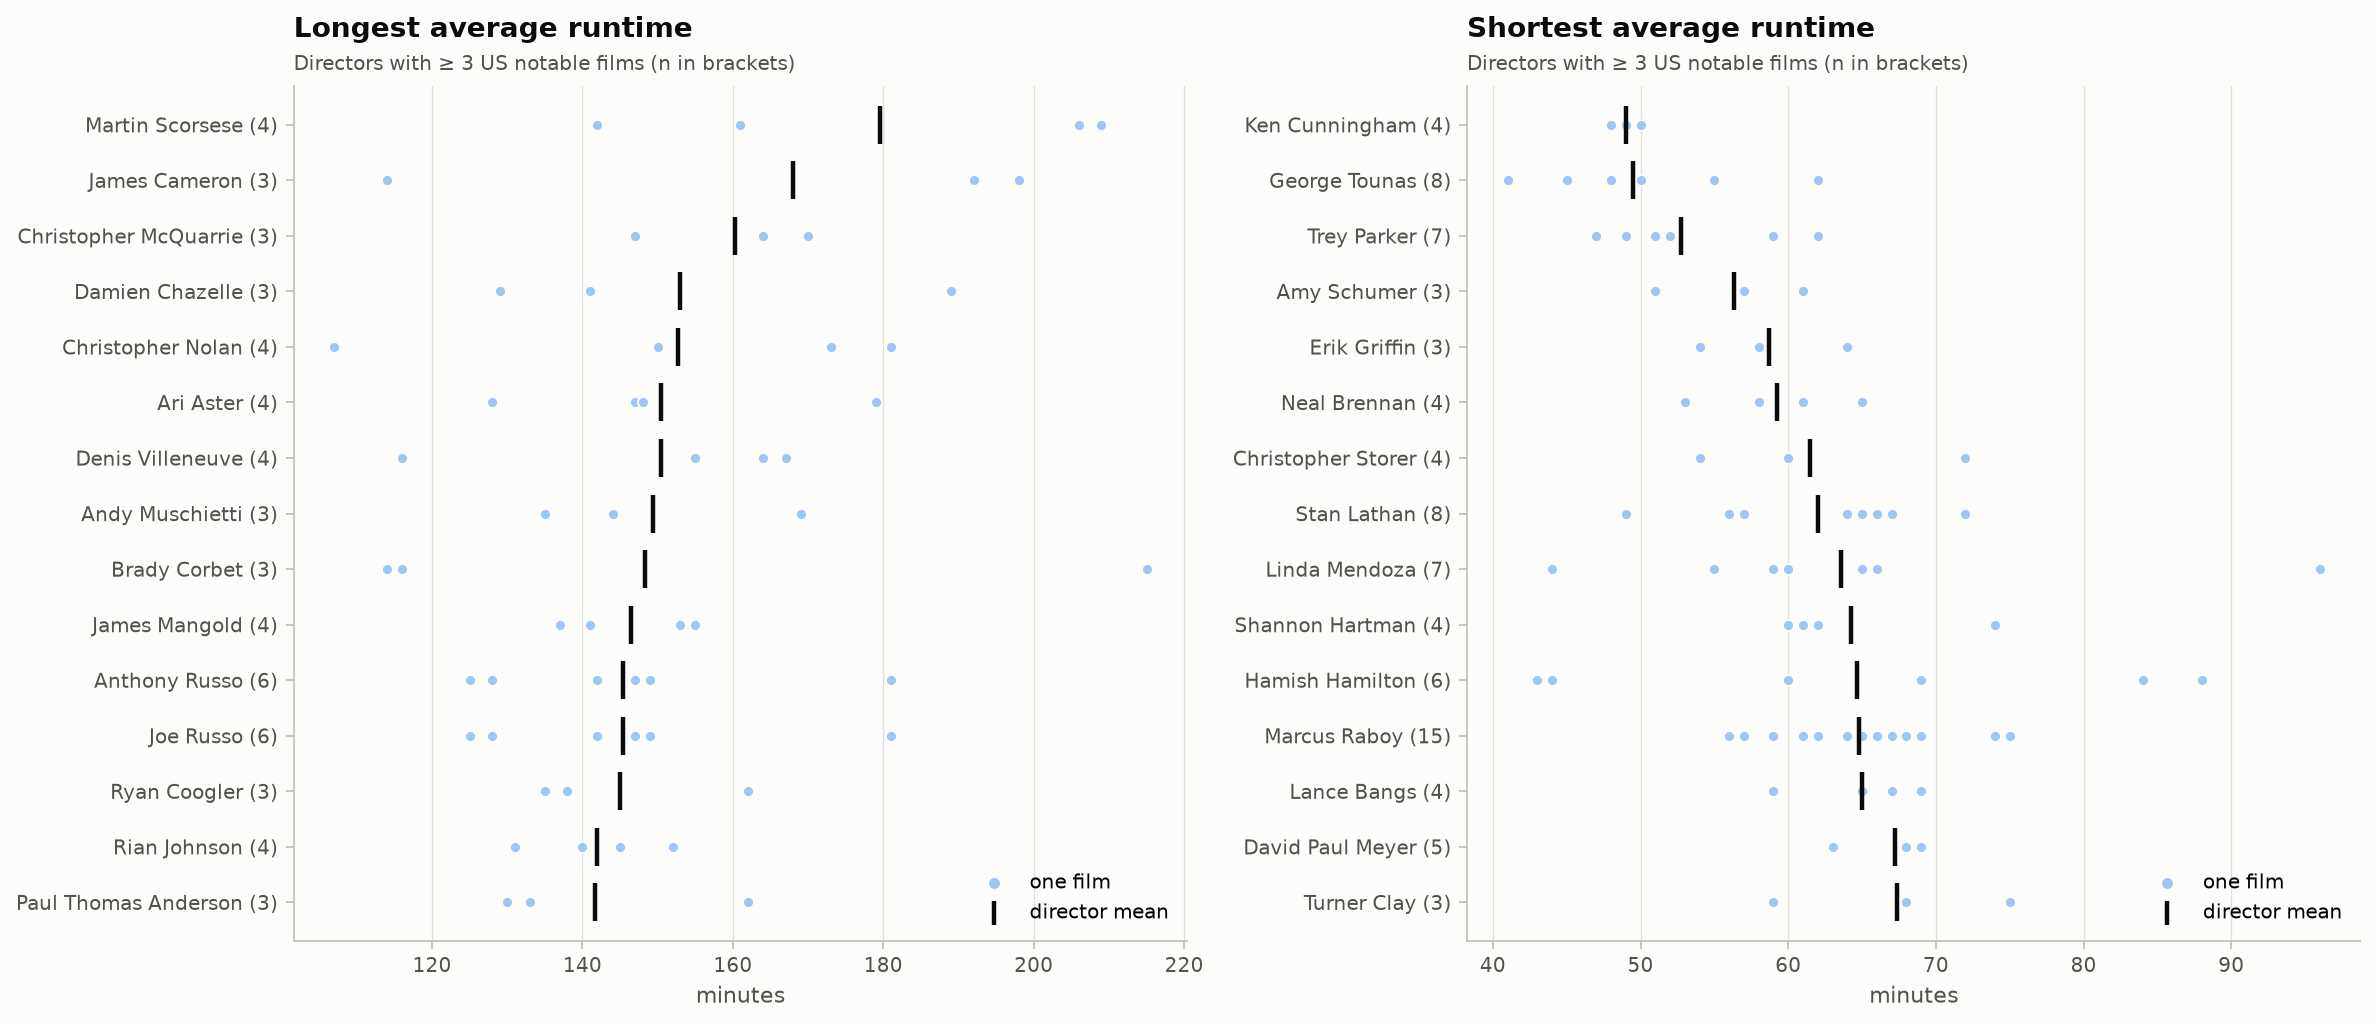 Longest average runtime
Directors with ≥ 3 US notable films (n in brackets)
Martin Scorsese (4)
James Cameron (3)
Christopher McQuarrie (3)
Damien Chazelle (3)
Christopher Nolan (4)
Ari Aster (4)
Denis Villeneuve (4)
Andy Muschietti (3)
Brady Corbet (3)
James Mangold (4)
Anthony Russo (6)
Joe Russo (6)
Ryan Coogler (3)
Rian Johnson (4)
Paul Thomas Anderson (3)
one film
director mean
120 140 160 180 200 220
minutes
Shortest average runtime
Directors with ≥ 3 US notable films (n in brackets)
Ken Cunningham (4)
George Tounas (8)
Trey Parker (7)
Amy Schumer (3)
Erik Griffin (3)
Neal Brennan (4)
Christopher Storer (4)
Stan Lathan (8)
Linda Mendoza (7)
Shannon Hartman (4)
Hamish Hamilton (6)
Marcus Raboy (15)
Lance Bangs (4)
David Paul Meyer (5)
Turner Clay (3)
one film
director mean
40 50 60 70 80 90
minutes